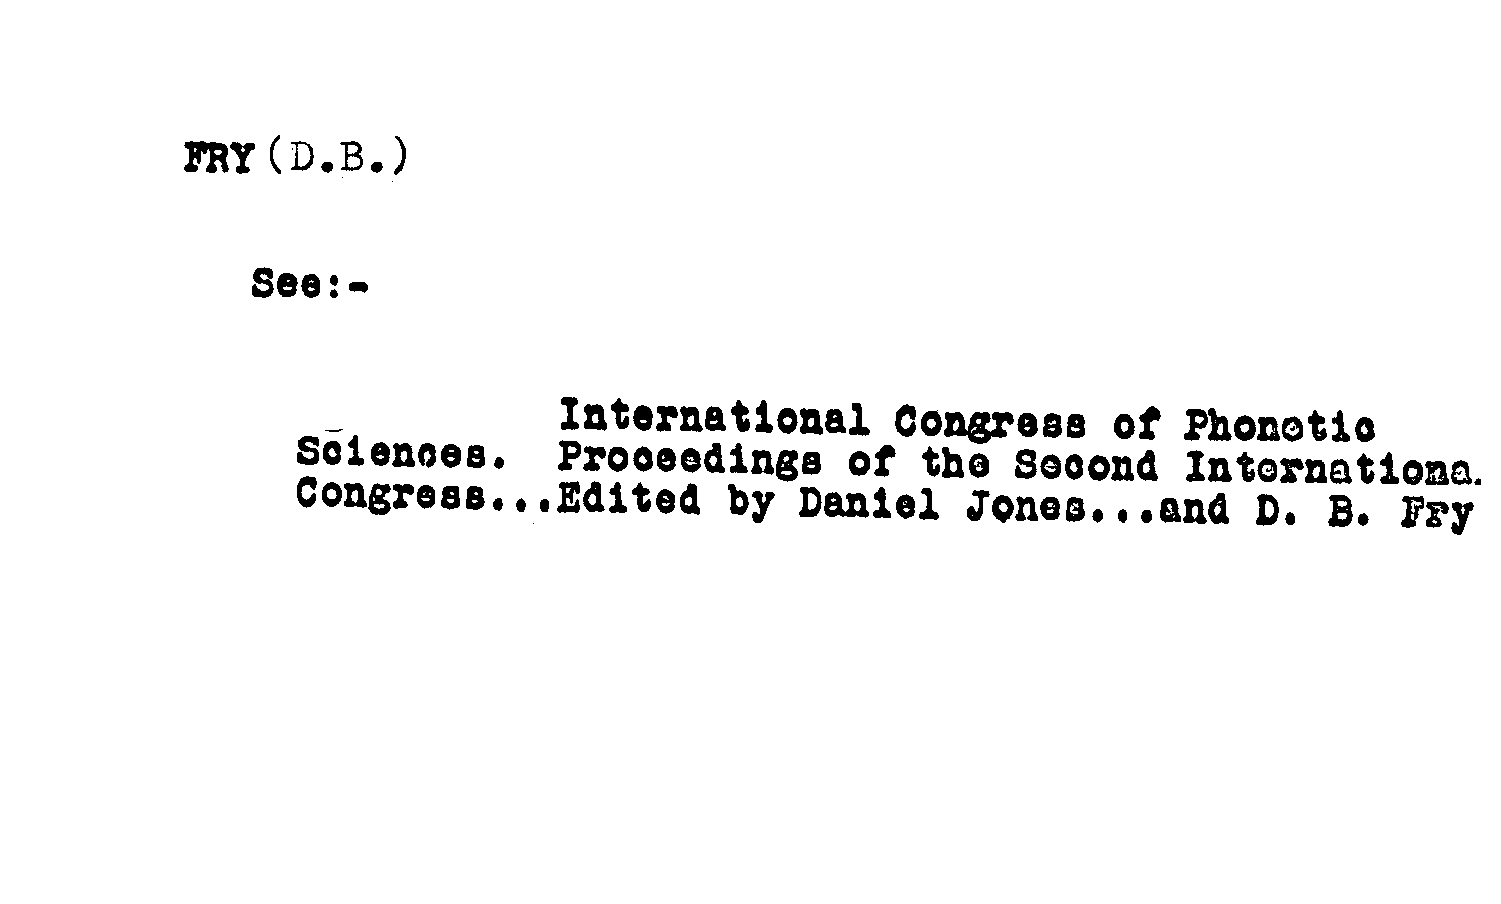 FRY (D.B.)
See:-
International Congress of Phonetic
Sciences. Proceedings of the Second Internationa
Congress...Edited by Daniel Jones...and D. B. Fry